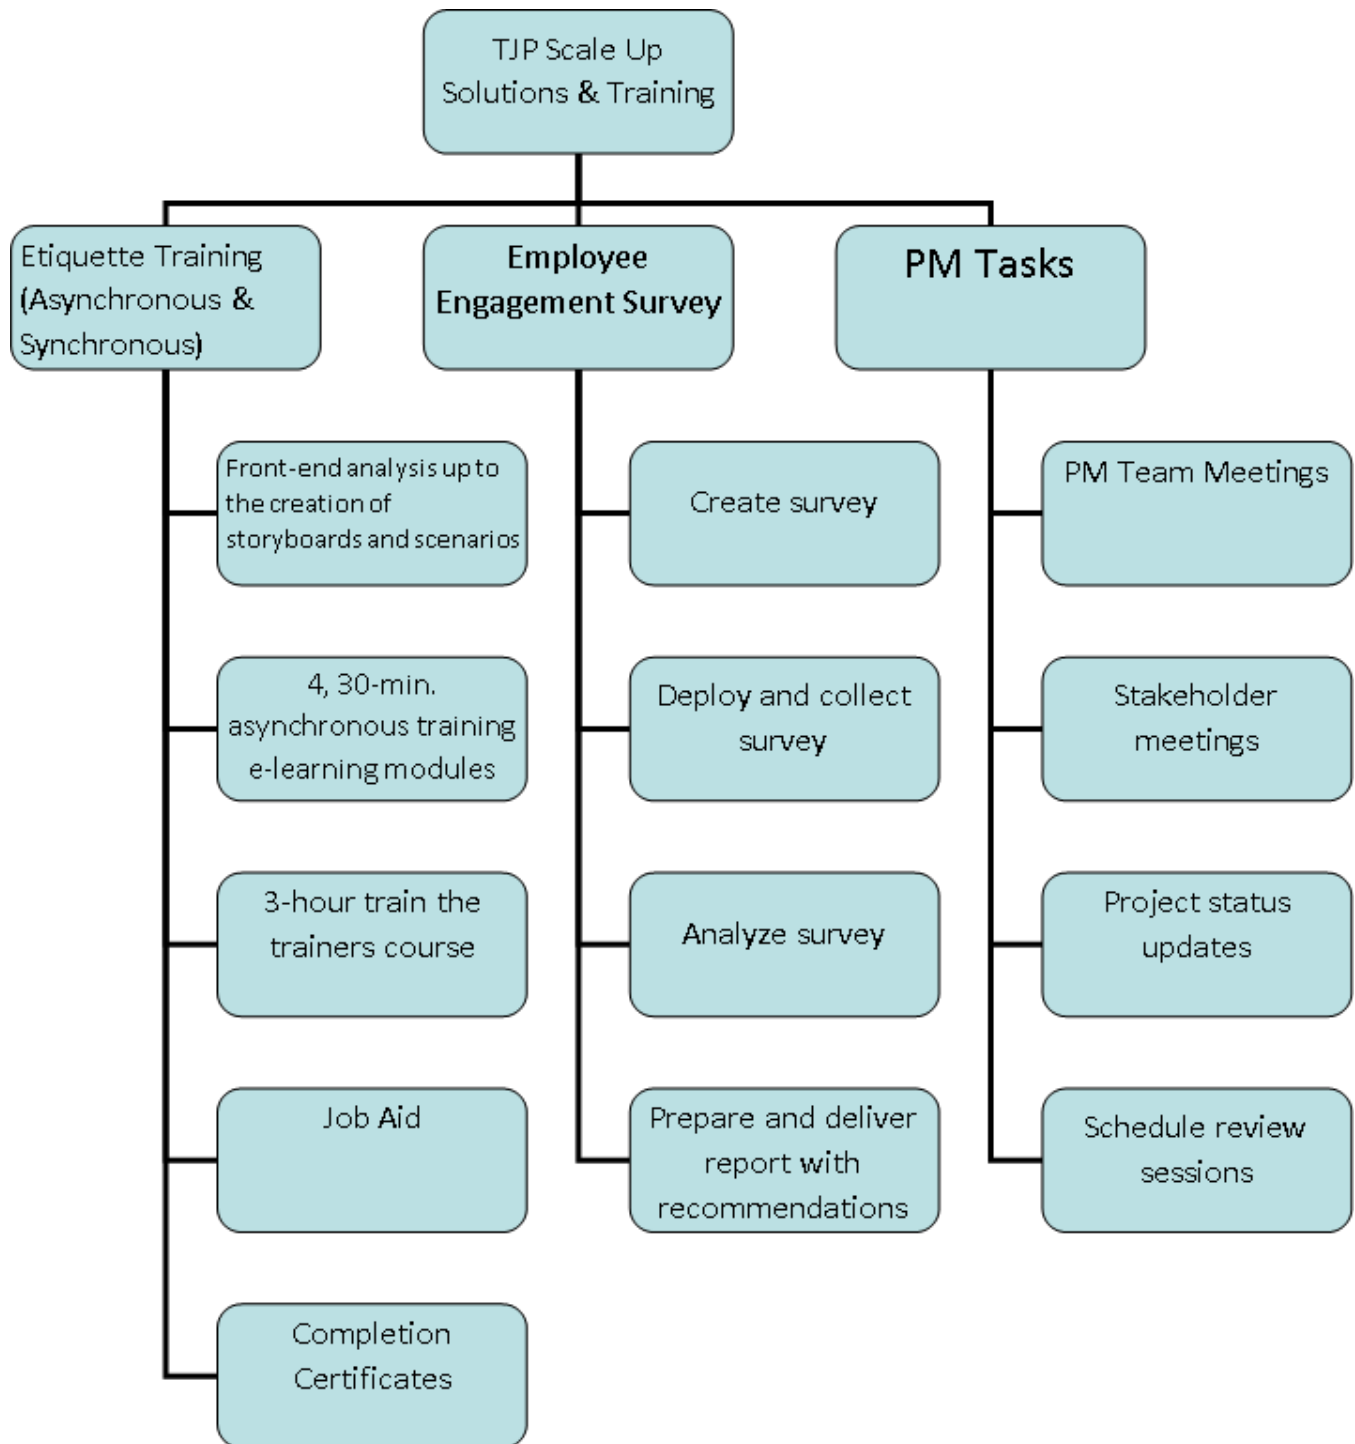 TJP Scale Up
Solutions & Training
Etiquette Training
(Asynchronous &
Synchronous)
Employee
Engagement Survey
PM Tasks
Front-end analysis up to
the creation of
storyboards and scenarios
Create survey
PM Team Meetings
4, 30-min.
asynchronous training
e-learning modules
Deploy and collect
survey
Stakeholder
meetings
3-hour train the
trainers course
Analyze survey
Project status
updates
Job Aid
Prepare and deliver
report with
recommendations
Schedule review
sessions
Completion
Certificates